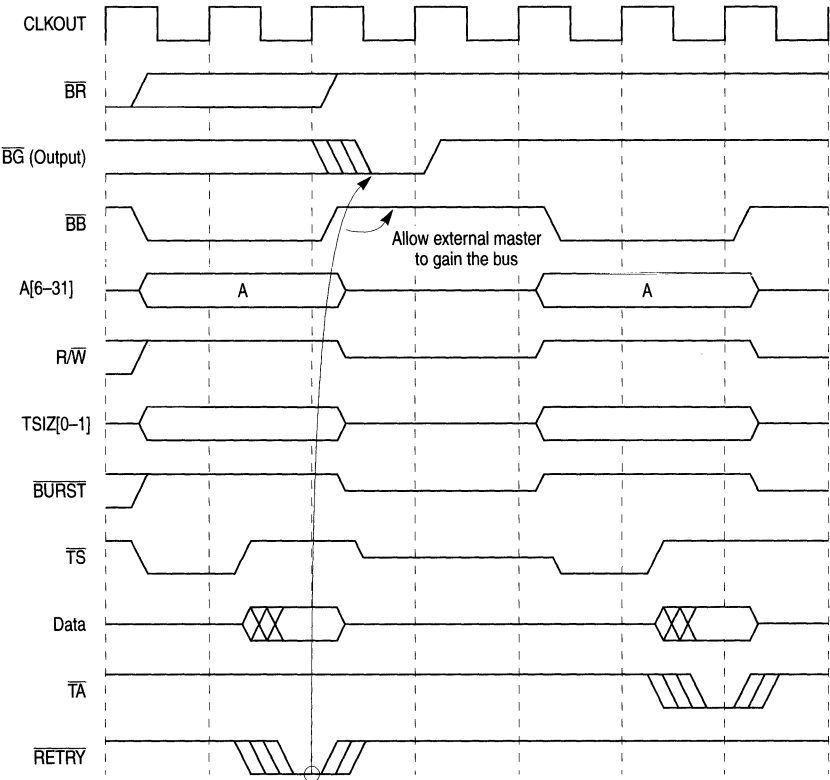 CLKOUT
BR
BG (Output)
BB
Allow external master
to gain the bus
A[6–31]
A
A
R/W
TSIZ[0–1]
BURST
TS
Data
TA
RETRY